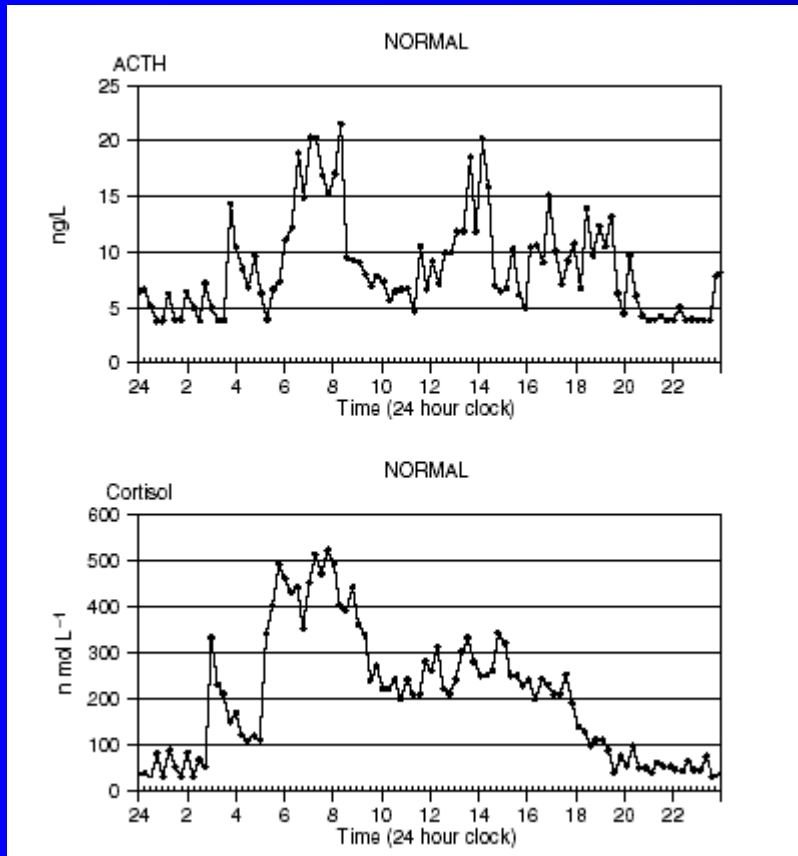 NORMAL
ACTH
25
20
15
10
5
0
ng/L
24 2 4 6 8 10 12 14 16 18 20 22
Time (24 hour clock)
NORMAL
Cortisol
600
500
400
300
200
100
0
n mol L⁻¹
24 2 4 6 8 10 12 14 16 18 20 22
Time (24 hour clock)